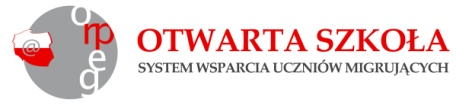 @
orpeg
OTWARTA SZKOŁA
SYSTEM WSPARCIA UCZNIÓW MIGRUJĄCYCH